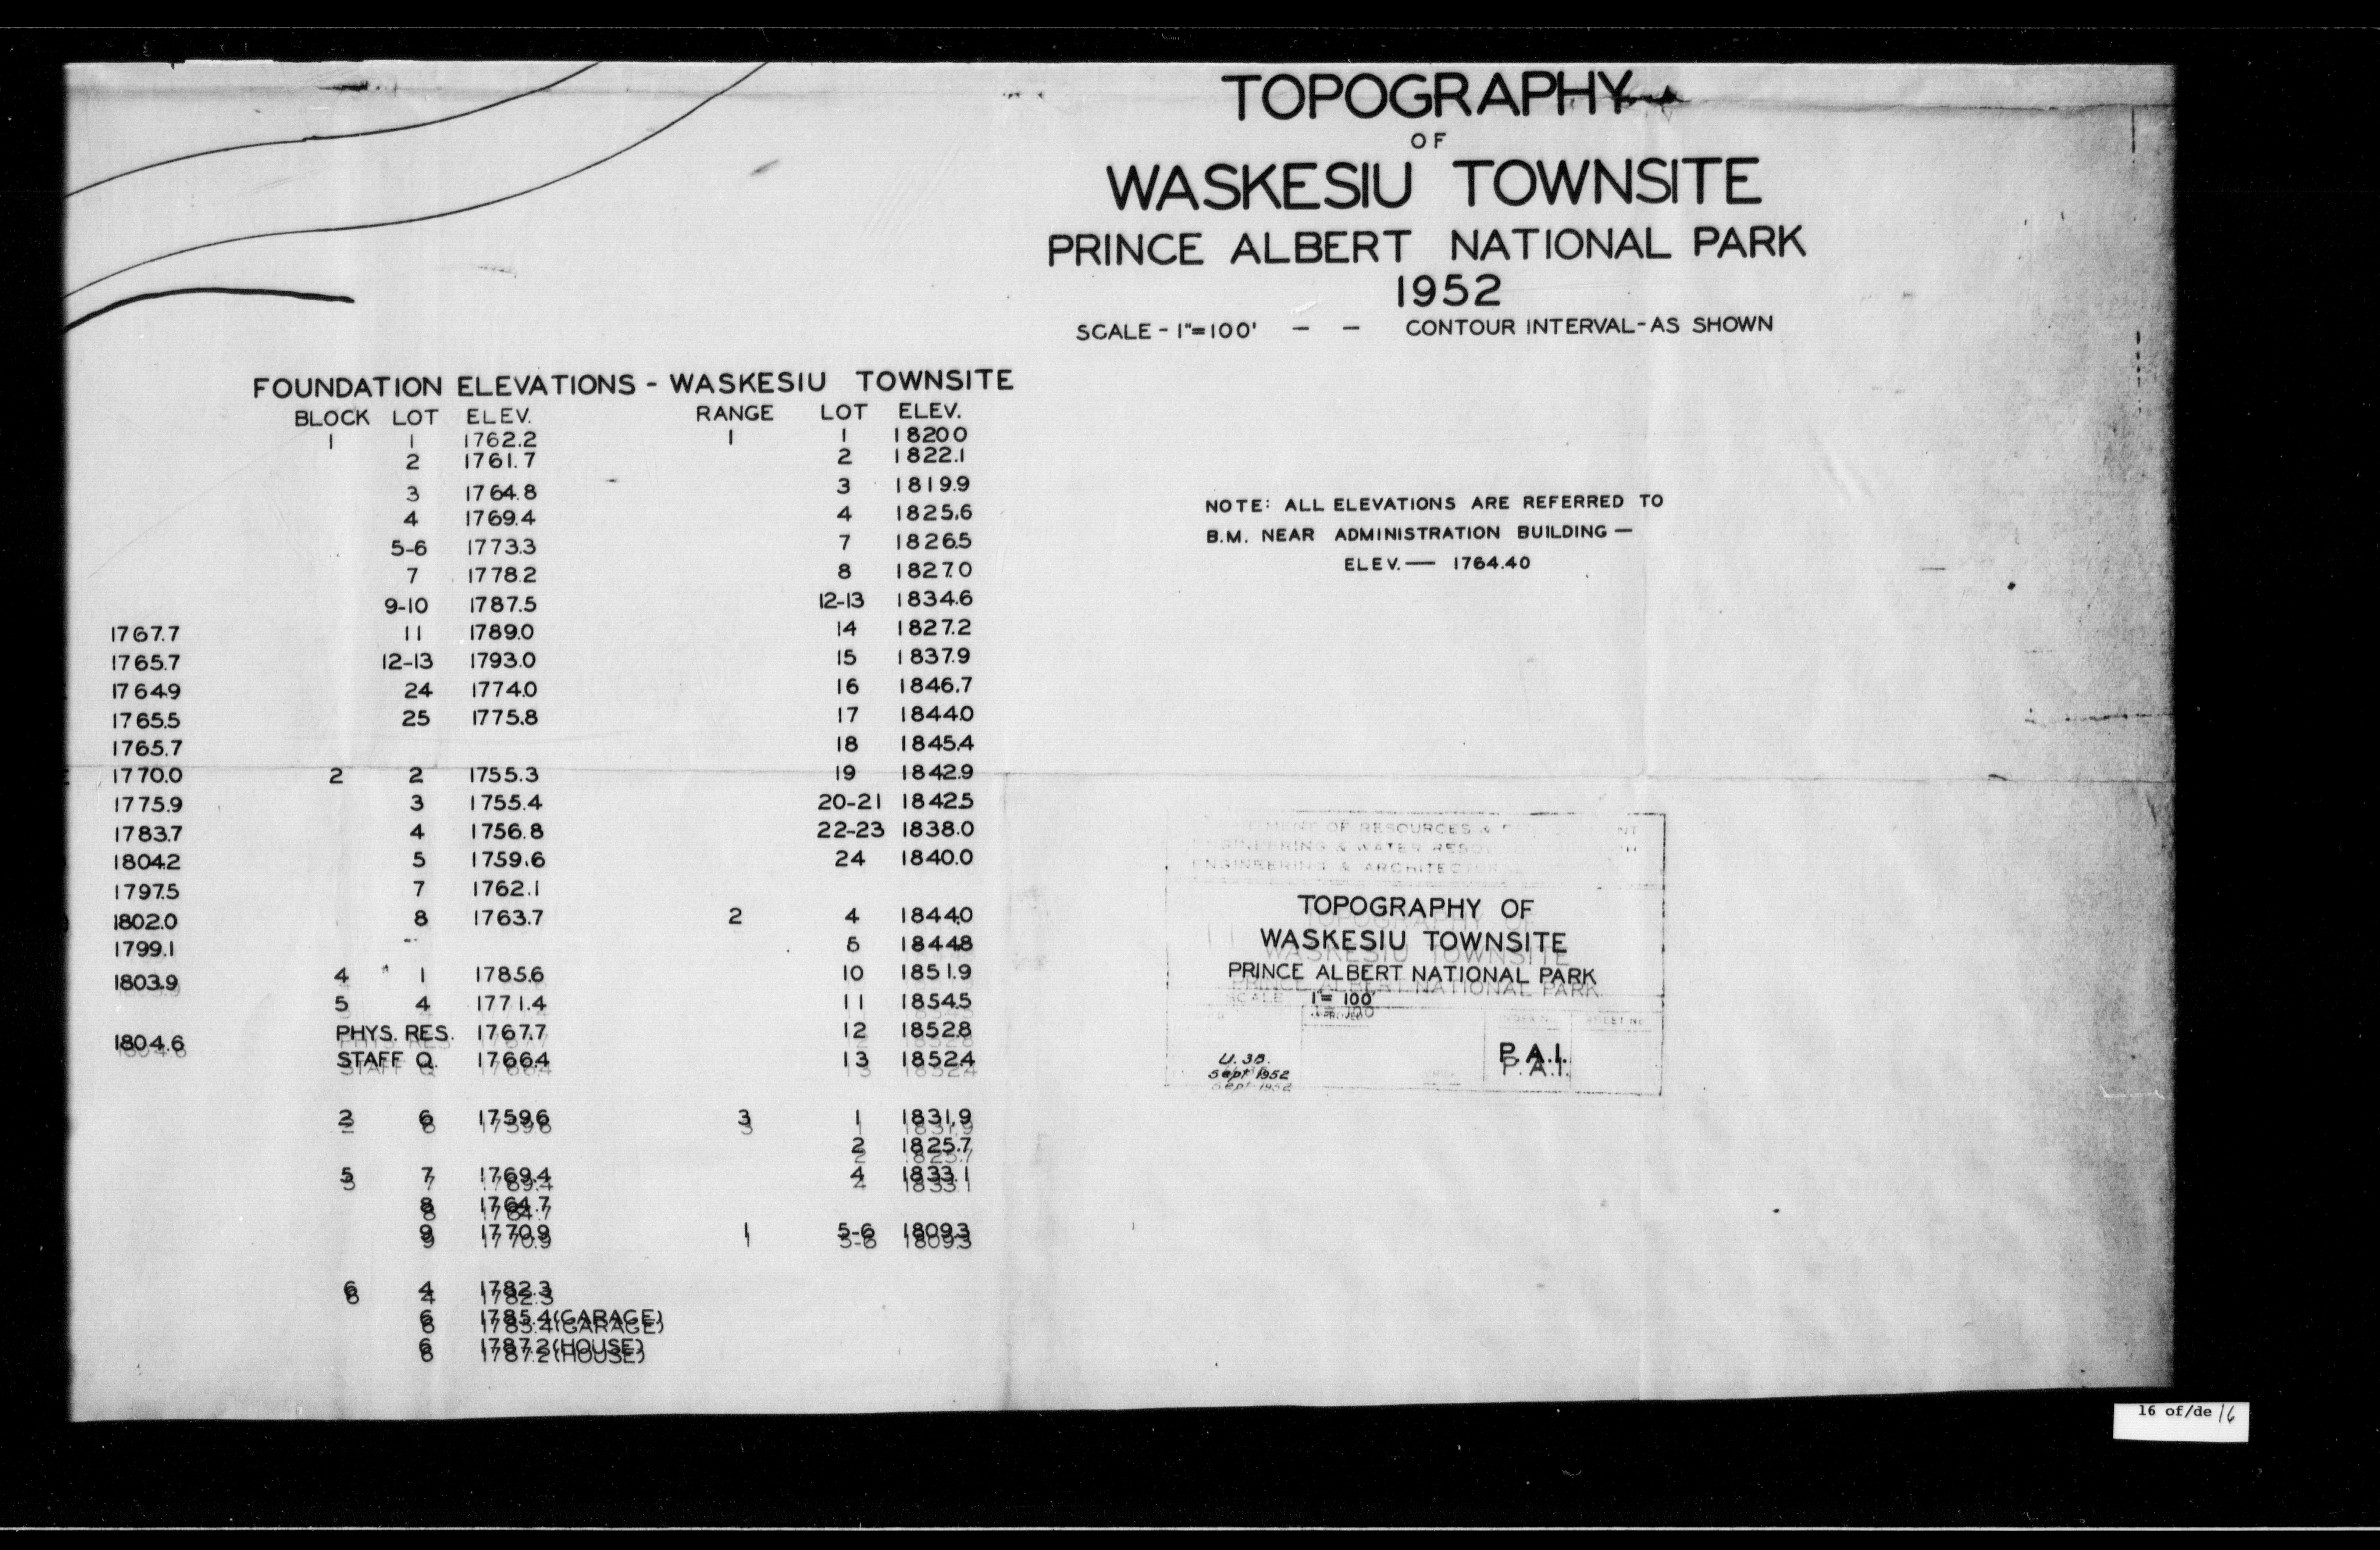 TOPOGRAPHY
OF
WASKESIU TOWNSITE
PRINCE ALBERT NATIONAL PARK
1952
SCALE - 1"=100' — — CONTOUR INTERVAL-AS SHOWN
FOUNDATION ELEVATIONS - WASKESIU TOWNSITE
BLOCK LOT ELEV. RANGE LOT ELEV.
1 1 1762.2 1 1 1820.0
2 1761.7 2 1822.1
3 1764.8 3 1819.9
4 1769.4 4 1825.6
5-6 1773.3 7 1826.5
7 1778.2 8 1827.0
9-10 1787.5 12-13 1834.6
1767.7 11 1789.0 14 1827.2
1765.7 12-13 1793.0 15 1837.9
1764.9 24 1774.0 16 1846.7
1765.5 25 1775.8 17 1844.0
1765.7 18 1845.4
1770.0 2 2 1755.3 19 1842.9
1775.9 3 1755.4 20-21 1842.5
1783.7 4 1756.8 22-23 1838.0
1804.2 5 1759.6 24 1840.0
1797.5 7 1762.1
1802.0 8 1763.7 2 4 1844.0
1799.1 5 1844.8
1803.9 4 1 1785.6 10 1851.9
5 4 1771.4 11 1854.5
1804.6 PHYS. RES. 1767.7 12 1852.8
STAFF Q. 1766.4 13 1852.4
2 6 1759.6 3 1 1831.9
2 1825.7
5 7 1769.4 4 1833.1
8 1764.7
9 1770.9 1 5-6 1809.3
6 4 1782.3
6 1785.4 (GARAGE)
6 1787.2 (HOUSE)
NOTE: ALL ELEVATIONS ARE REFERRED TO
B.M. NEAR ADMINISTRATION BUILDING —
ELEV. — 1764.40
OF RESOURCES &
& WATER
ENGINEERING &
TOPOGRAPHY OF
WASKESIU TOWNSITE
PRINCE ALBERT NATIONAL PARK
SCALE 1"= 100'
INDEX No. SHEET No.
P.A.I.
U. 38.
Sept 1952
16 of/de 16